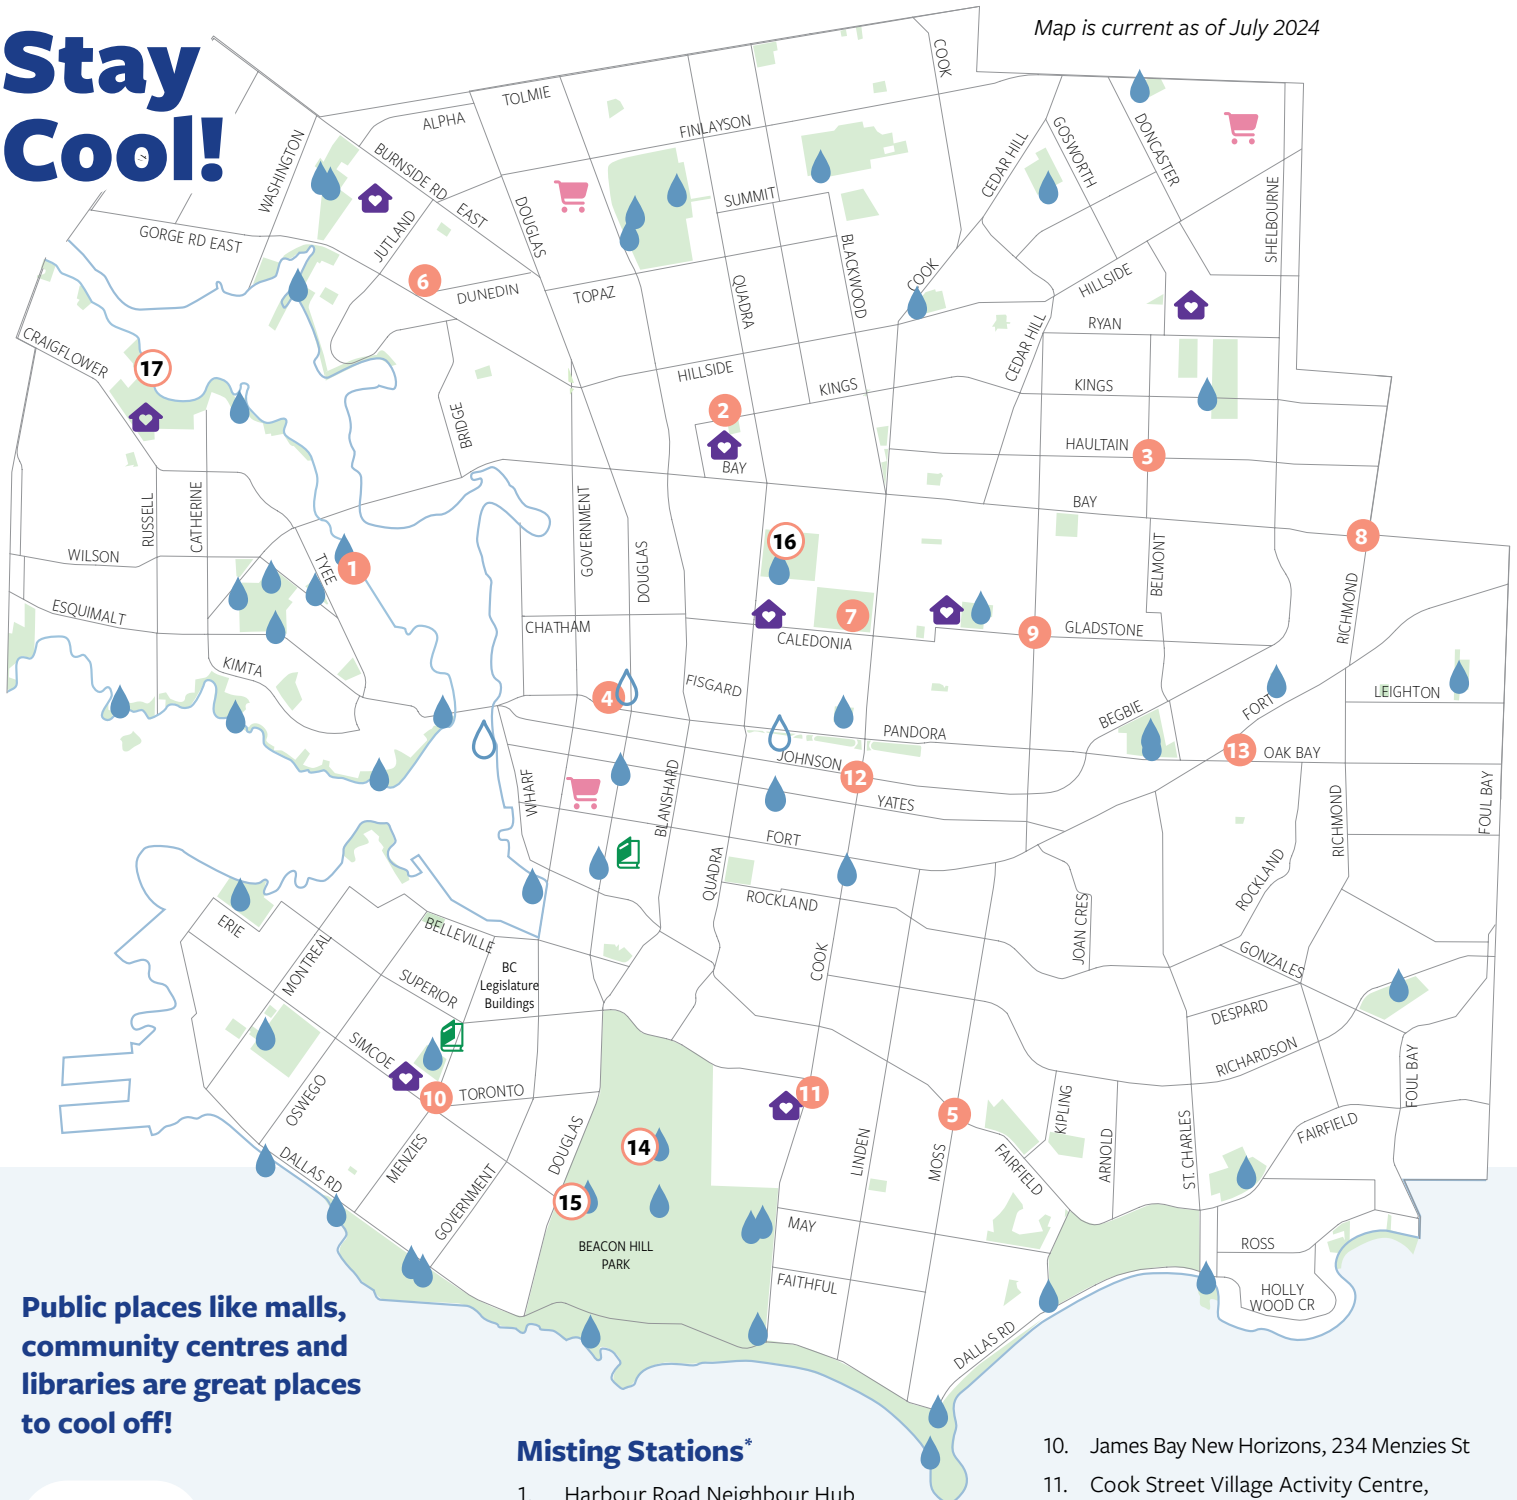 Stay
Cool!
Map is current as of July 2024
COOK
TOLMIE
ALPHA
FINLAYSON
WASHINGTON
BURNSIDE RD
EAST
DOUGLAS
SUMMIT
CEDAR HILL
GOSWORTH
DONCASTER
SHELBOURNE
GORGE RD EAST
JUTLAND
6
DUNEDIN
TOPAZ
QUADRA
BLACKWOOD
COOK
HILLSIDE
RYAN
CRAIGFLOWER
17
HILLSIDE
KINGS
CEDAR HILL
KINGS
2
BRIDGE
BAY
HAULTAIN
3
BAY
RUSSELL
CATHERINE
GOVERNMENT
DOUGLAS
16
8
WILSON
TYEE
1
BELMONT
RICHMOND
ESQUIMALT
CHATHAM
7
CALEDONIA
9
GLADSTONE
KIMTA
4
FISGARD
LEIGHTON
BEGBIE
FORT
PANDORA
13
OAK BAY
JOHNSON
12
WHARF
BLANSHARD
YATES
RICHMOND
FOUL BAY
FORT
QUADRA
ROCKLAND
ROCKLAND
ERIE
BELLEVILLE
MONTREAL
JOAN CRES
COOK
GONZALES
SUPERIOR
BC
Legislature
Buildings
DESPARD
SIMCOE
RICHARDSON
OSWEGO
10
TORONTO
11
5
KIPLING
FOUL BAY
DOUGLAS
14
LINDEN
MOSS
FAIRFIELD
ARNOLD
ST. CHARLES
FAIRFIELD
DALLAS RD
MENZIES
GOVERNMENT
15
MAY
BEACON HILL
PARK
ROSS
FAITHFUL
HOLLY
WOOD CR
DALLAS RD
Public places like malls,
community centres and
libraries are great places
to cool off!
Misting Stations*
1. Harbour Road Neighbour Hub
10. James Bay New Horizons, 234 Menzies St
11. Cook Street Village Activity Centre,